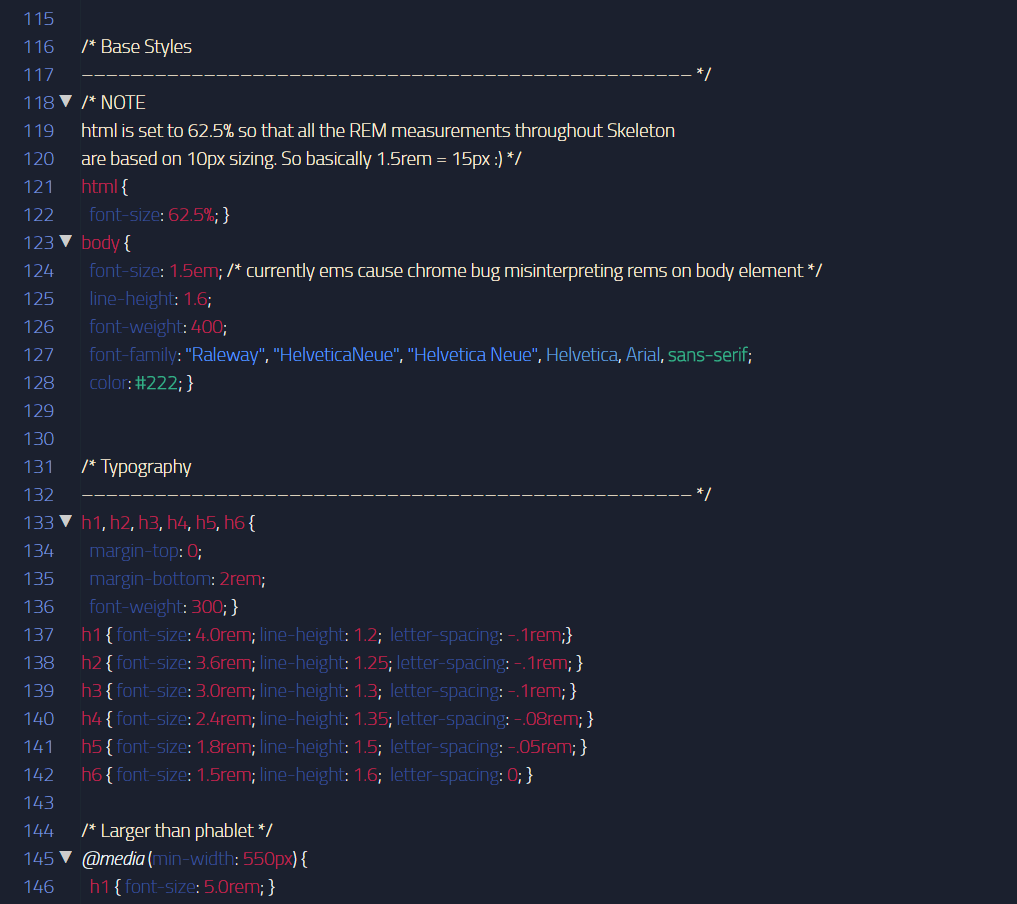 115
116 /* Base Styles
117 –––––––––––––––––––––––––––––––––––––––––––––––––– */
118 /* NOTE
119 html is set to 62.5% so that all the REM measurements throughout Skeleton
120 are based on 10px sizing. So basically 1.5rem = 15px :) */
121 html {
122   font-size: 62.5%; }
123 body {
124   font-size: 1.5em; /* currently ems cause chrome bug misinterpreting rems on body element */
125   line-height: 1.6;
126   font-weight: 400;
127   font-family: "Raleway", "HelveticaNeue", "Helvetica Neue", Helvetica, Arial, sans-serif;
128   color: #222; }
129
130
131 /* Typography
132 –––––––––––––––––––––––––––––––––––––––––––––––––– */
133 h1, h2, h3, h4, h5, h6 {
134   margin-top: 0;
135   margin-bottom: 2rem;
136   font-weight: 300; }
137 h1 { font-size: 4.0rem; line-height: 1.2;  letter-spacing: -.1rem;}
138 h2 { font-size: 3.6rem; line-height: 1.25; letter-spacing: -.1rem; }
139 h3 { font-size: 3.0rem; line-height: 1.3;  letter-spacing: -.1rem; }
140 h4 { font-size: 2.4rem; line-height: 1.35; letter-spacing: -.08rem; }
141 h5 { font-size: 1.8rem; line-height: 1.5;  letter-spacing: -.05rem; }
142 h6 { font-size: 1.5rem; line-height: 1.6;  letter-spacing: 0; }
143
144 /* Larger than phablet */
145 @media (min-width: 550px) {
146   h1 { font-size: 5.0rem; }